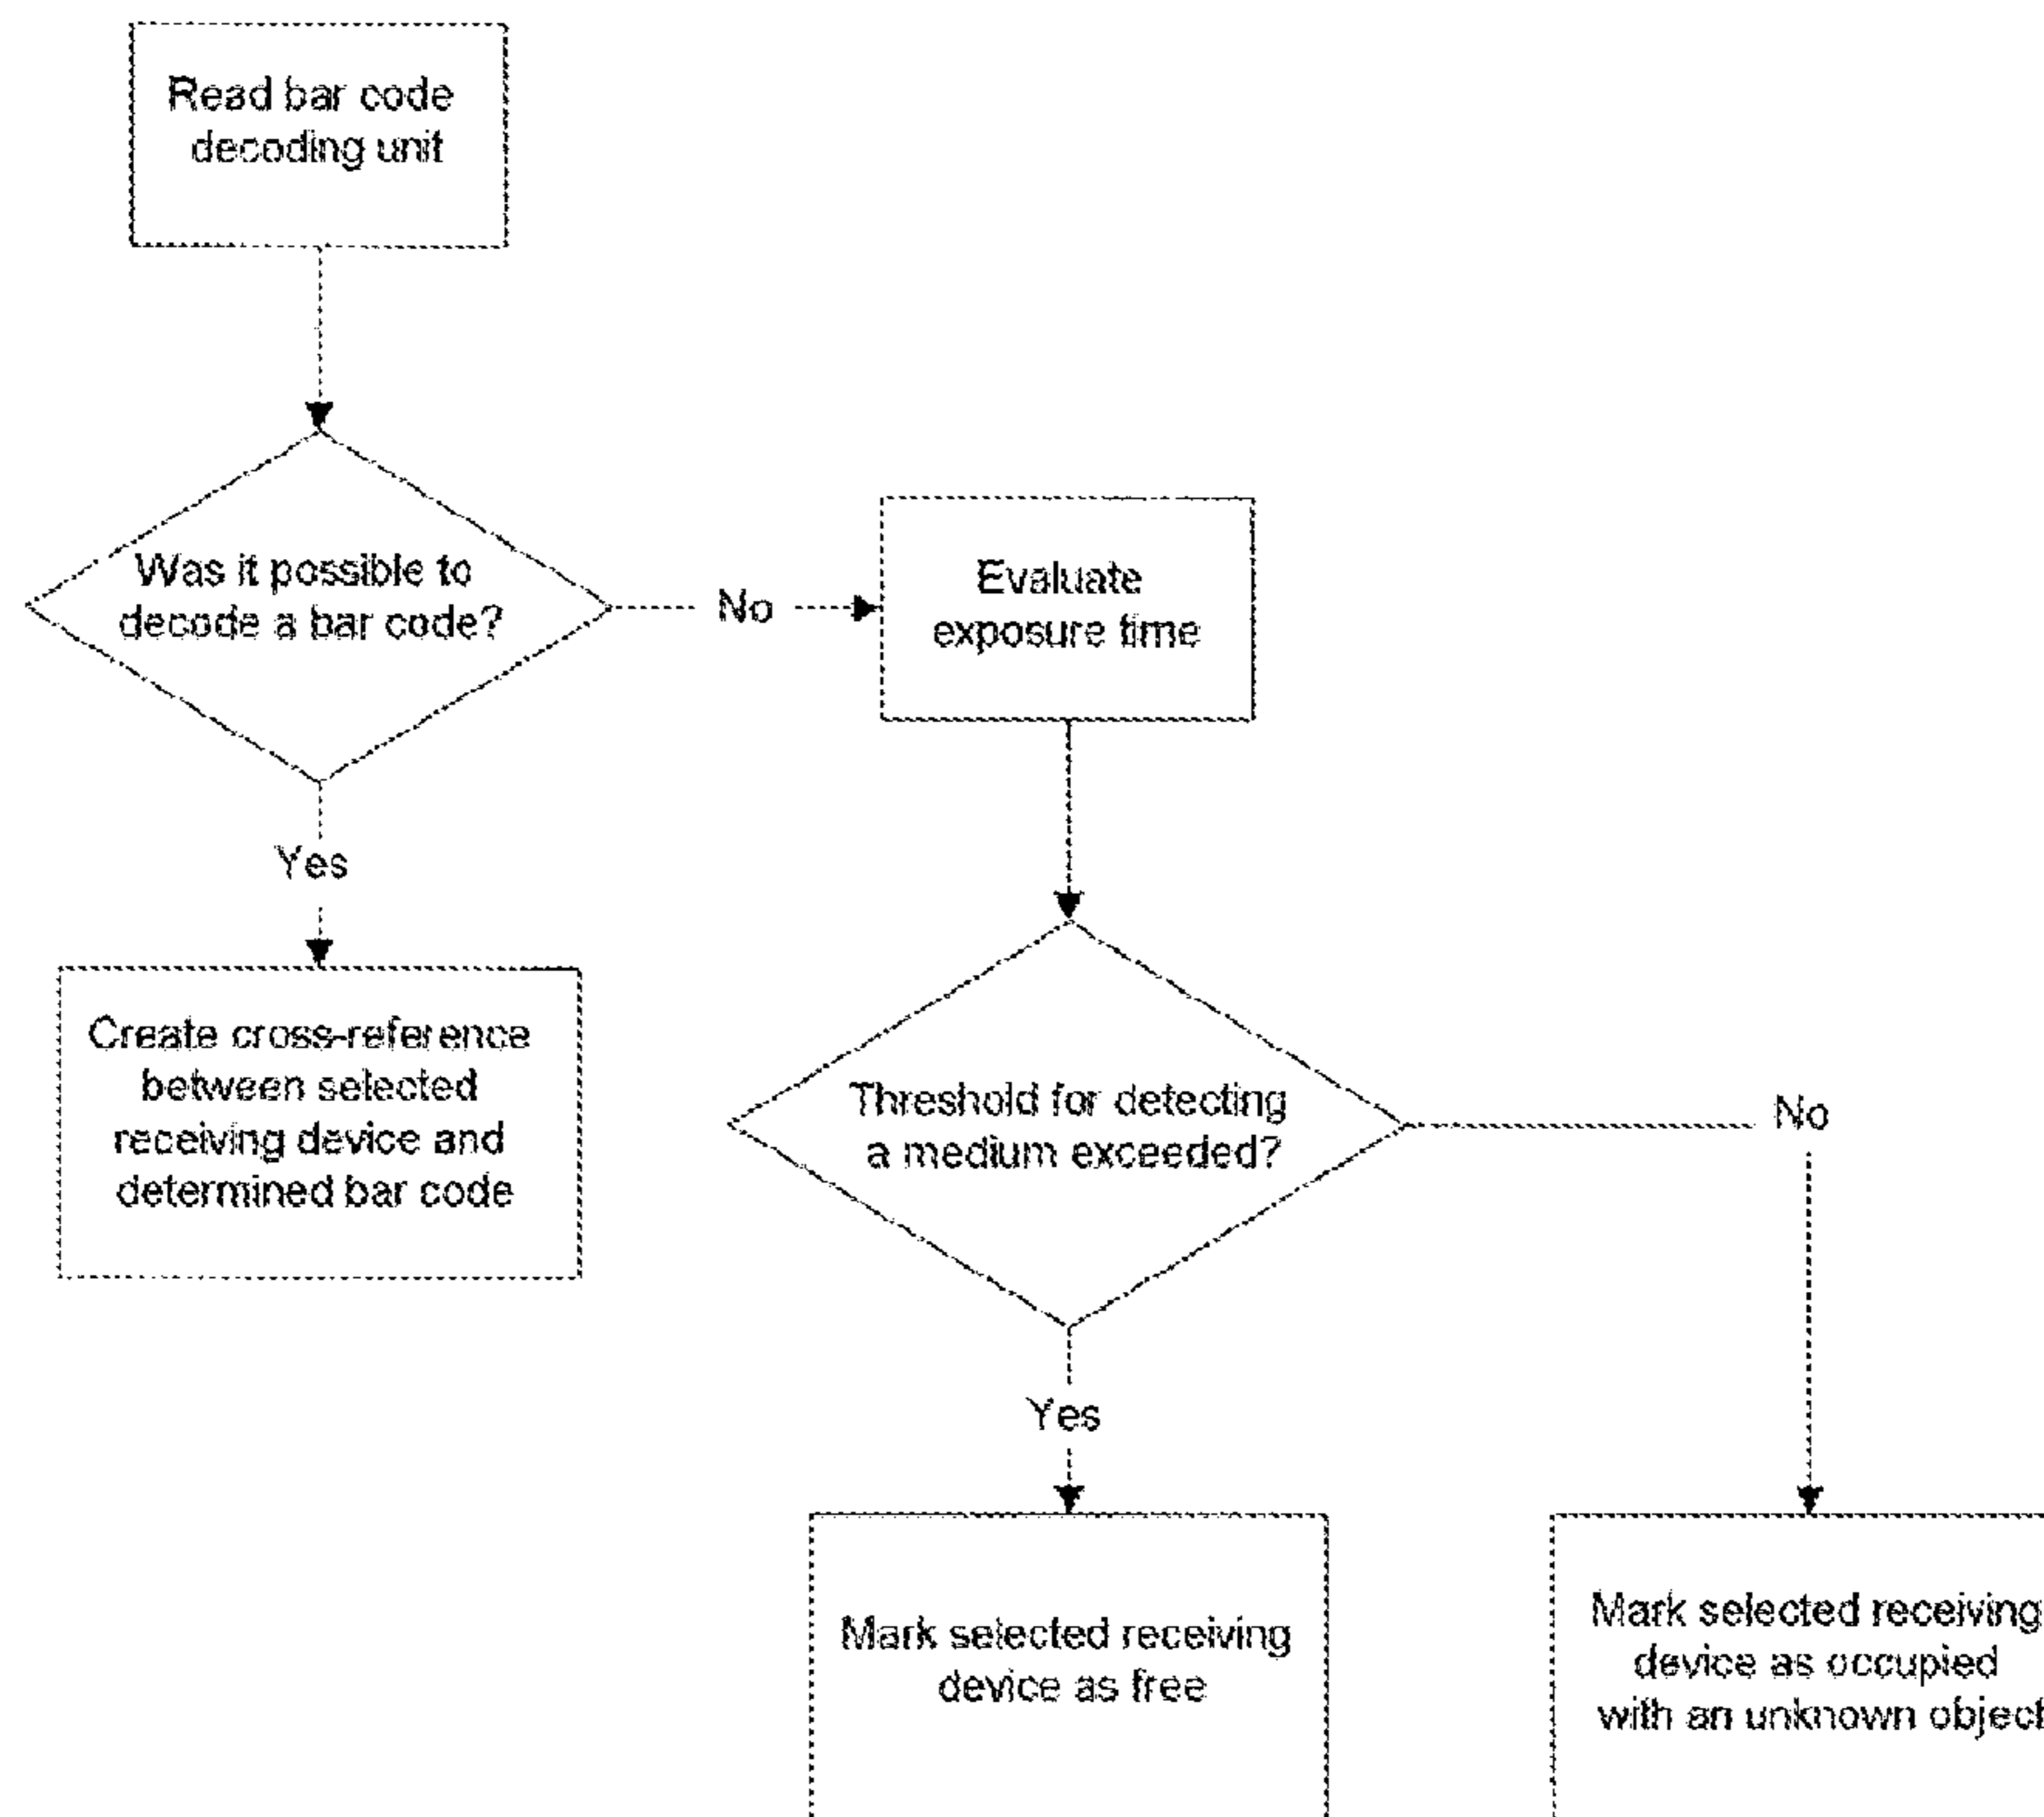 Read bar code
decoding unit
Was it possible to
decode a bar code?
No
Evaluate
exposure time
Yes
Create cross-reference
between selected
receiving device and
determined bar code
Threshold for detecting
a medium exceeded?
No
Yes
Mark selected receiving
device as free
Mark selected receiving
device as occupied
with an unknown object